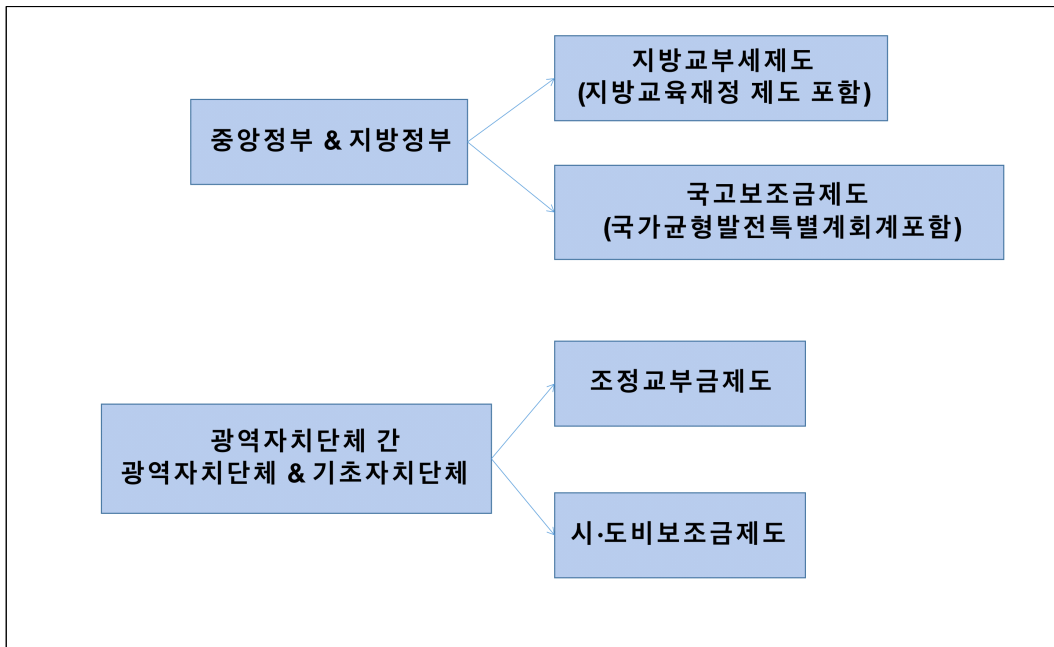 중앙정부 & 지방정부
지방교부세제도
(지방교육재정 제도 포함)
국고보조금제도
(국가균형발전특별계회계포함)
광역자치단체 간
광역자치단체 & 기초자치단체
조정교부금제도
시·도비보조금제도